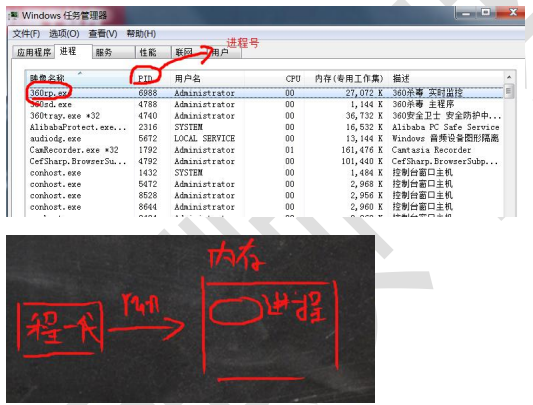 Windows 任务管理器
文件(F) 选项(O) 查看(V) 帮助(H)
进程号
应用程序 进程 服务 性能 联网 用户
映像名称 PID 用户名 CPU 内存(专用工作集) 描述
360rp.exe 6988 Administrator 00 27,072 K 360杀毒 实时监控
360sd.exe 4788 Administrator 00 1,144 K 360杀毒 主程序
360tray.exe *32 4740 Administrator 00 36,732 K 360安全卫士 安全防护中...
AlibabaProtect.exe... 2316 SYSTEM 00 16,532 K Alibaba PC Safe Service
audiodg.exe 5672 LOCAL SERVICE 00 13,144 K Windows 音频设备图形隔离
CamRecorder.exe *32 1792 Administrator 01 161,476 K Camtasia Recorder
CefSharp.BrowserSu... 4792 Administrator 00 101,440 K CefSharp.BrowserSubp...
conhost.exe 1432 SYSTEM 00 1,484 K 控制台窗口主机
conhost.exe 5472 Administrator 00 2,968 K 控制台窗口主机
conhost.exe 8528 Administrator 00 2,956 K 控制台窗口主机
conhost.exe 8644 Administrator 00 2,960 K 控制台窗口主机
内存
run
进程